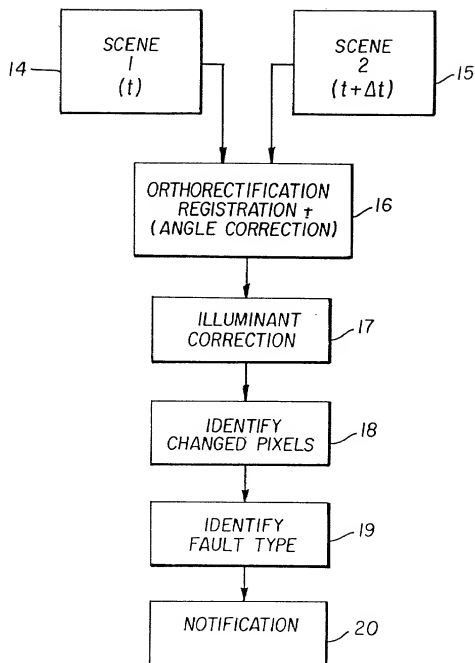 SCENE
1
(t)
14
SCENE
2
(t+Δt)
15
ORTHORECTIFICATION
REGISTRATION ±
(ANGLE CORRECTION)
16
ILLUMINANT
CORRECTION
17
IDENTIFY
CHANGED PIXELS
18
IDENTIFY
FAULT TYPE
19
NOTIFICATION
20